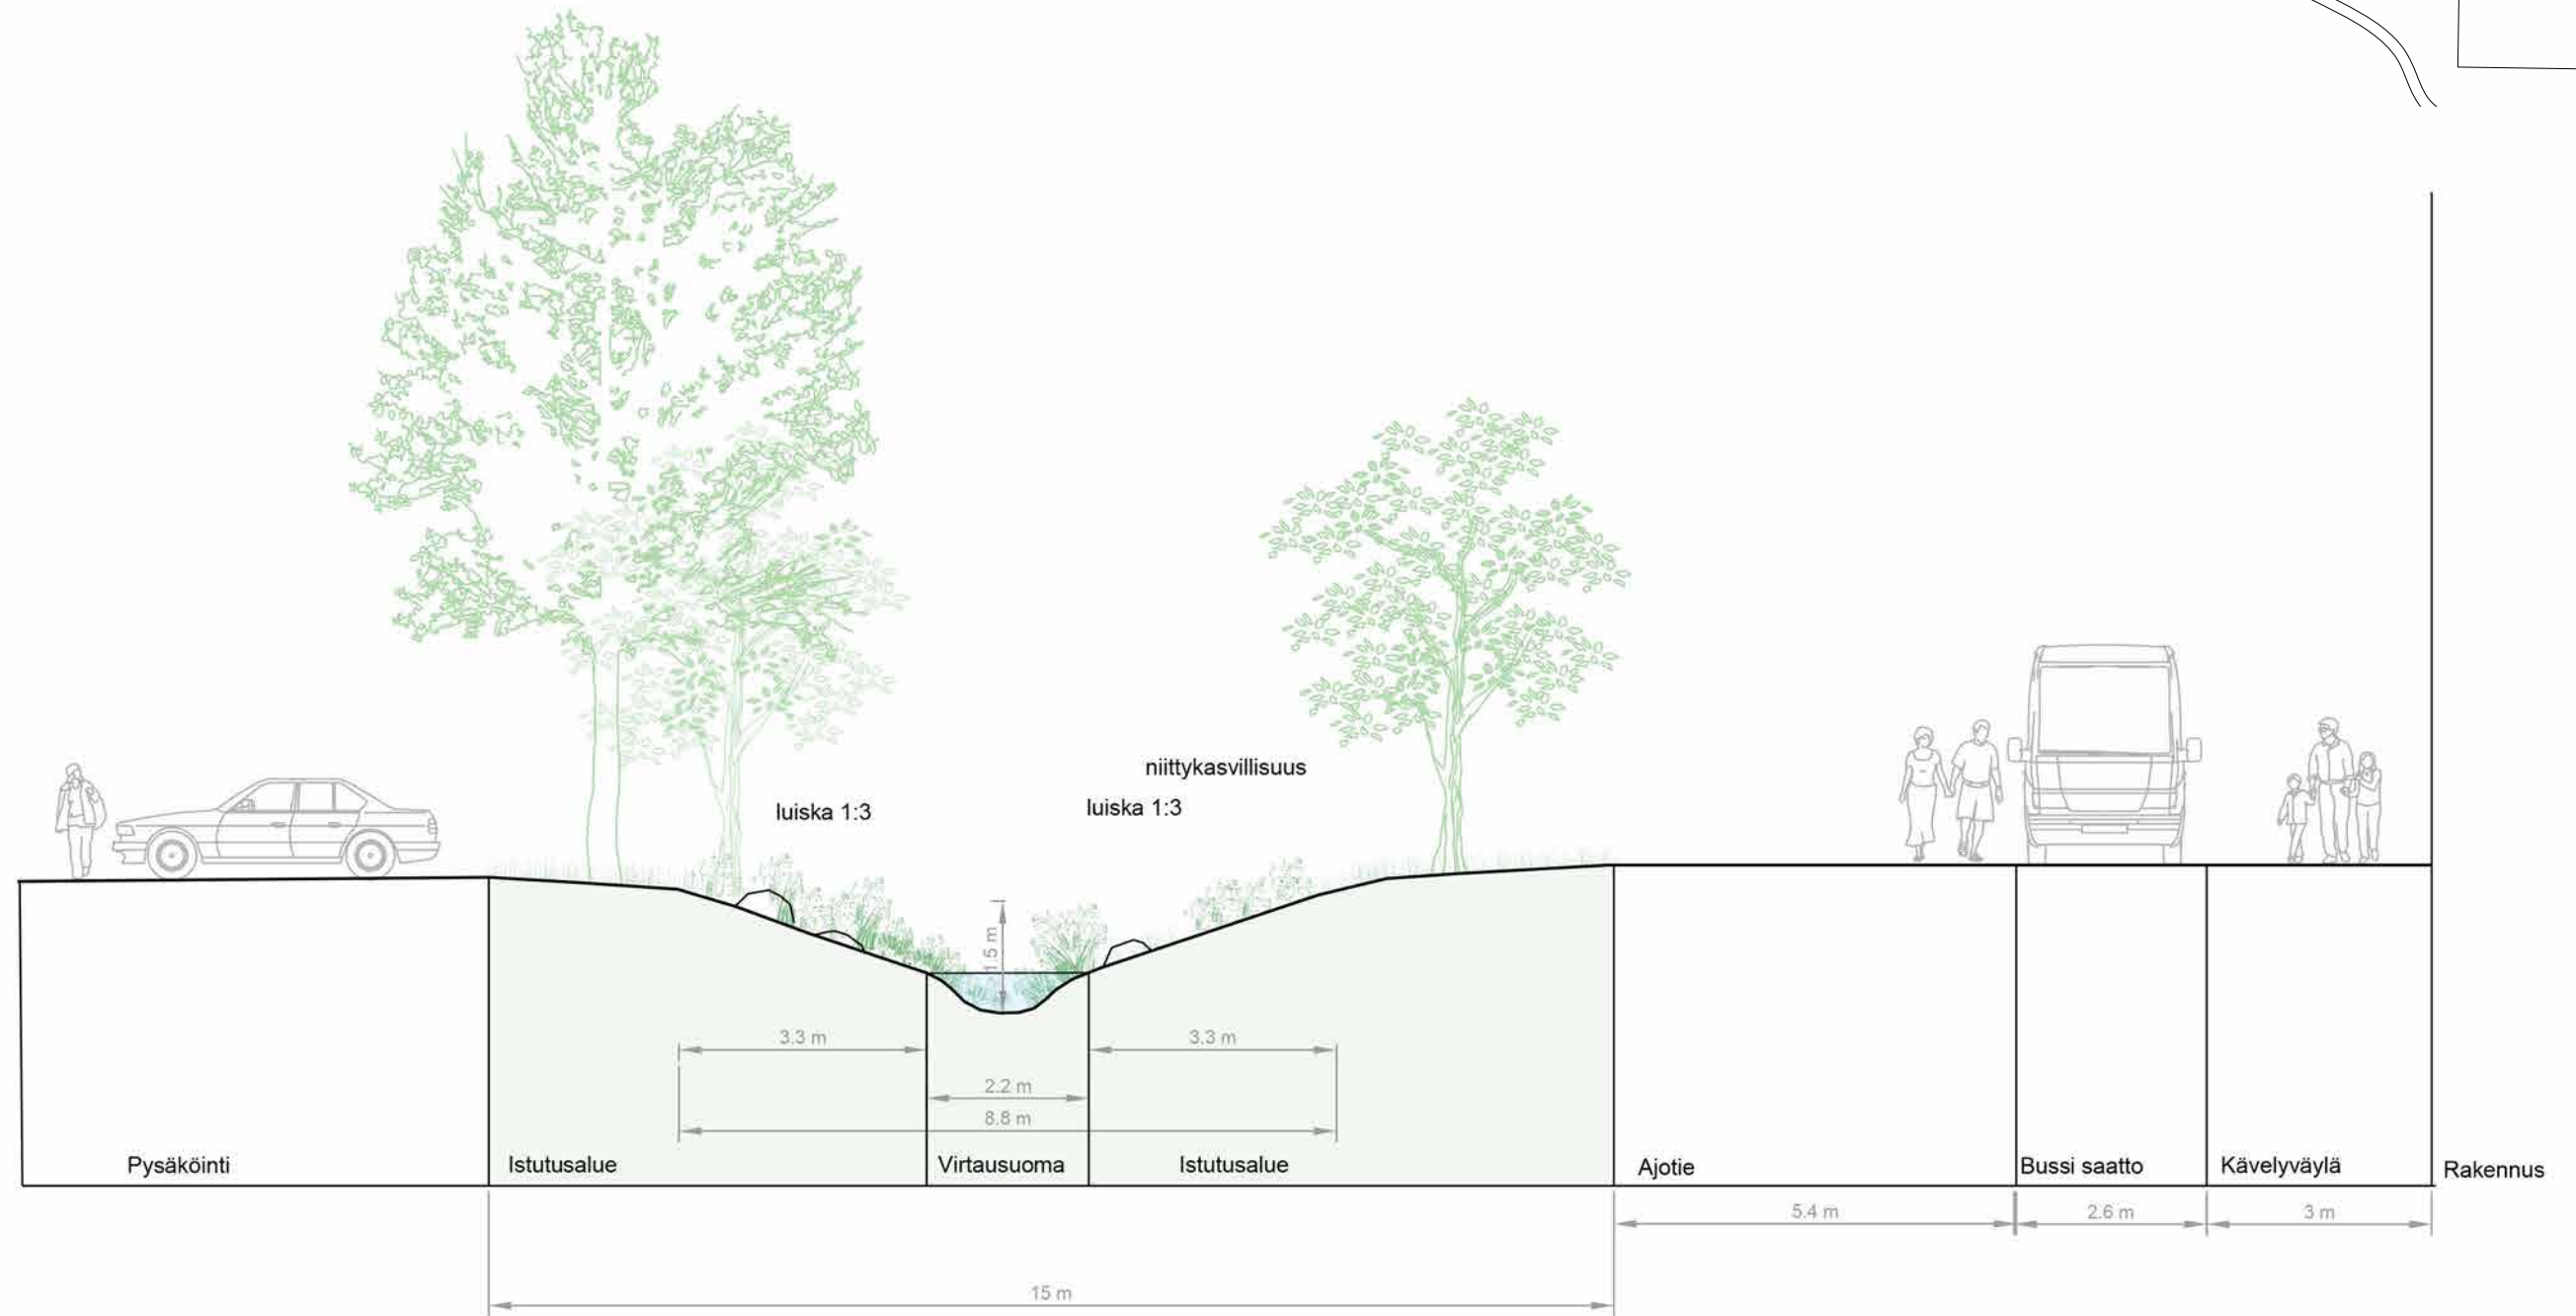 niittykasvillisuus
luiska 1:3
luiska 1:3
1.5 m
3.3 m
3.3 m
2.2 m
8.8 m
Pysäköinti
Istutusalue
Virtausuoma
Istutusalue
Ajotie
Bussi saatto
Kävelyväylä
Rakennus
5.4 m
2.6 m
3 m
15 m